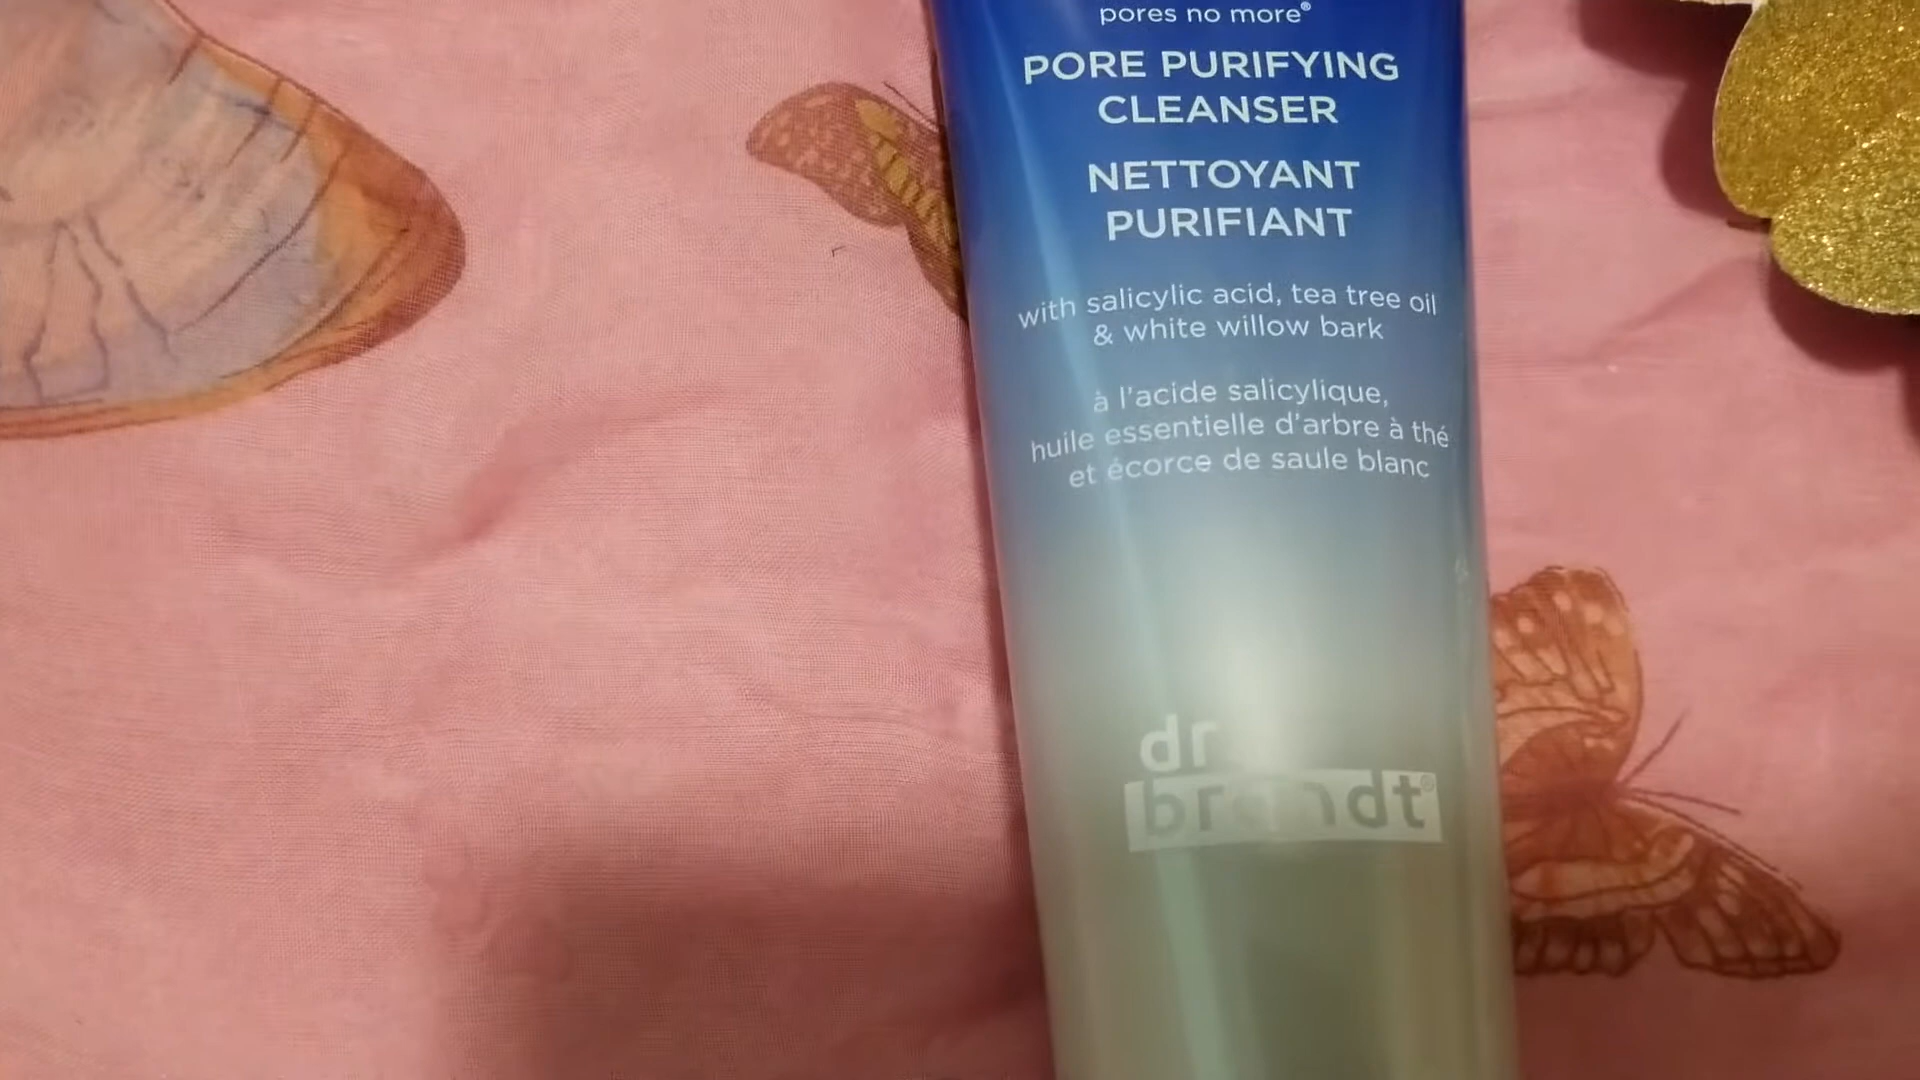 pores no more®
PORE PURIFYING
CLEANSER
NETTOYANT
PURIFIANT
with salicylic acid, tea tree oil
& white willow bark
à l'acide salicylique,
huile essentielle d'arbre à thé
et écorce de saule blanc
dr
brandt®